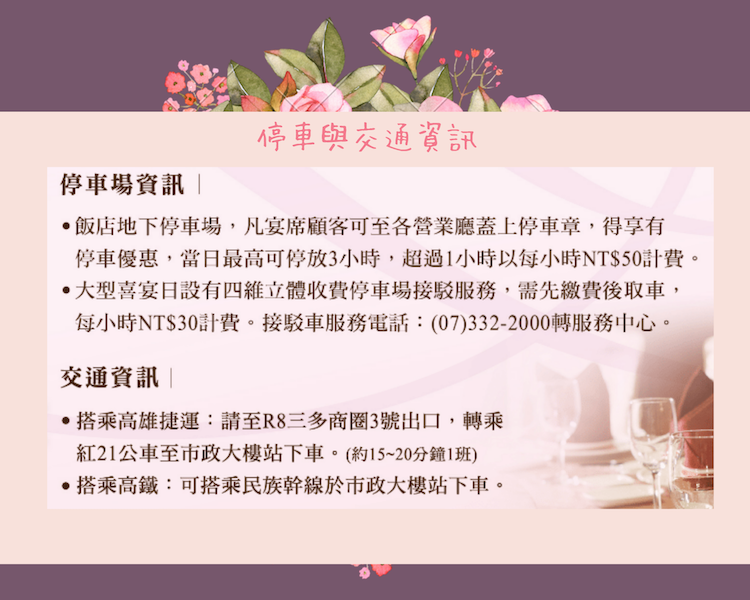 停車與交通資訊
停車場資訊｜
•飯店地下停車場，凡宴席顧客可至各營業廳蓋上停車章，得享有
停車優惠，當日最高可停放3小時，超過1小時以每小時NT$50計費。
•大型喜宴日設有四維立體收費停車場接駁服務，需先繳費後取車，
每小時NT$30計費。接駁車服務電話：(07)332-2000轉服務中心。
交通資訊｜
•搭乘高雄捷運：請至R8三多商圈3號出口，轉乘
紅21公車至市政大樓站下車。(約15~20分鐘1班)
•搭乘高鐵：可搭乘民族幹線於市政大樓站下車。